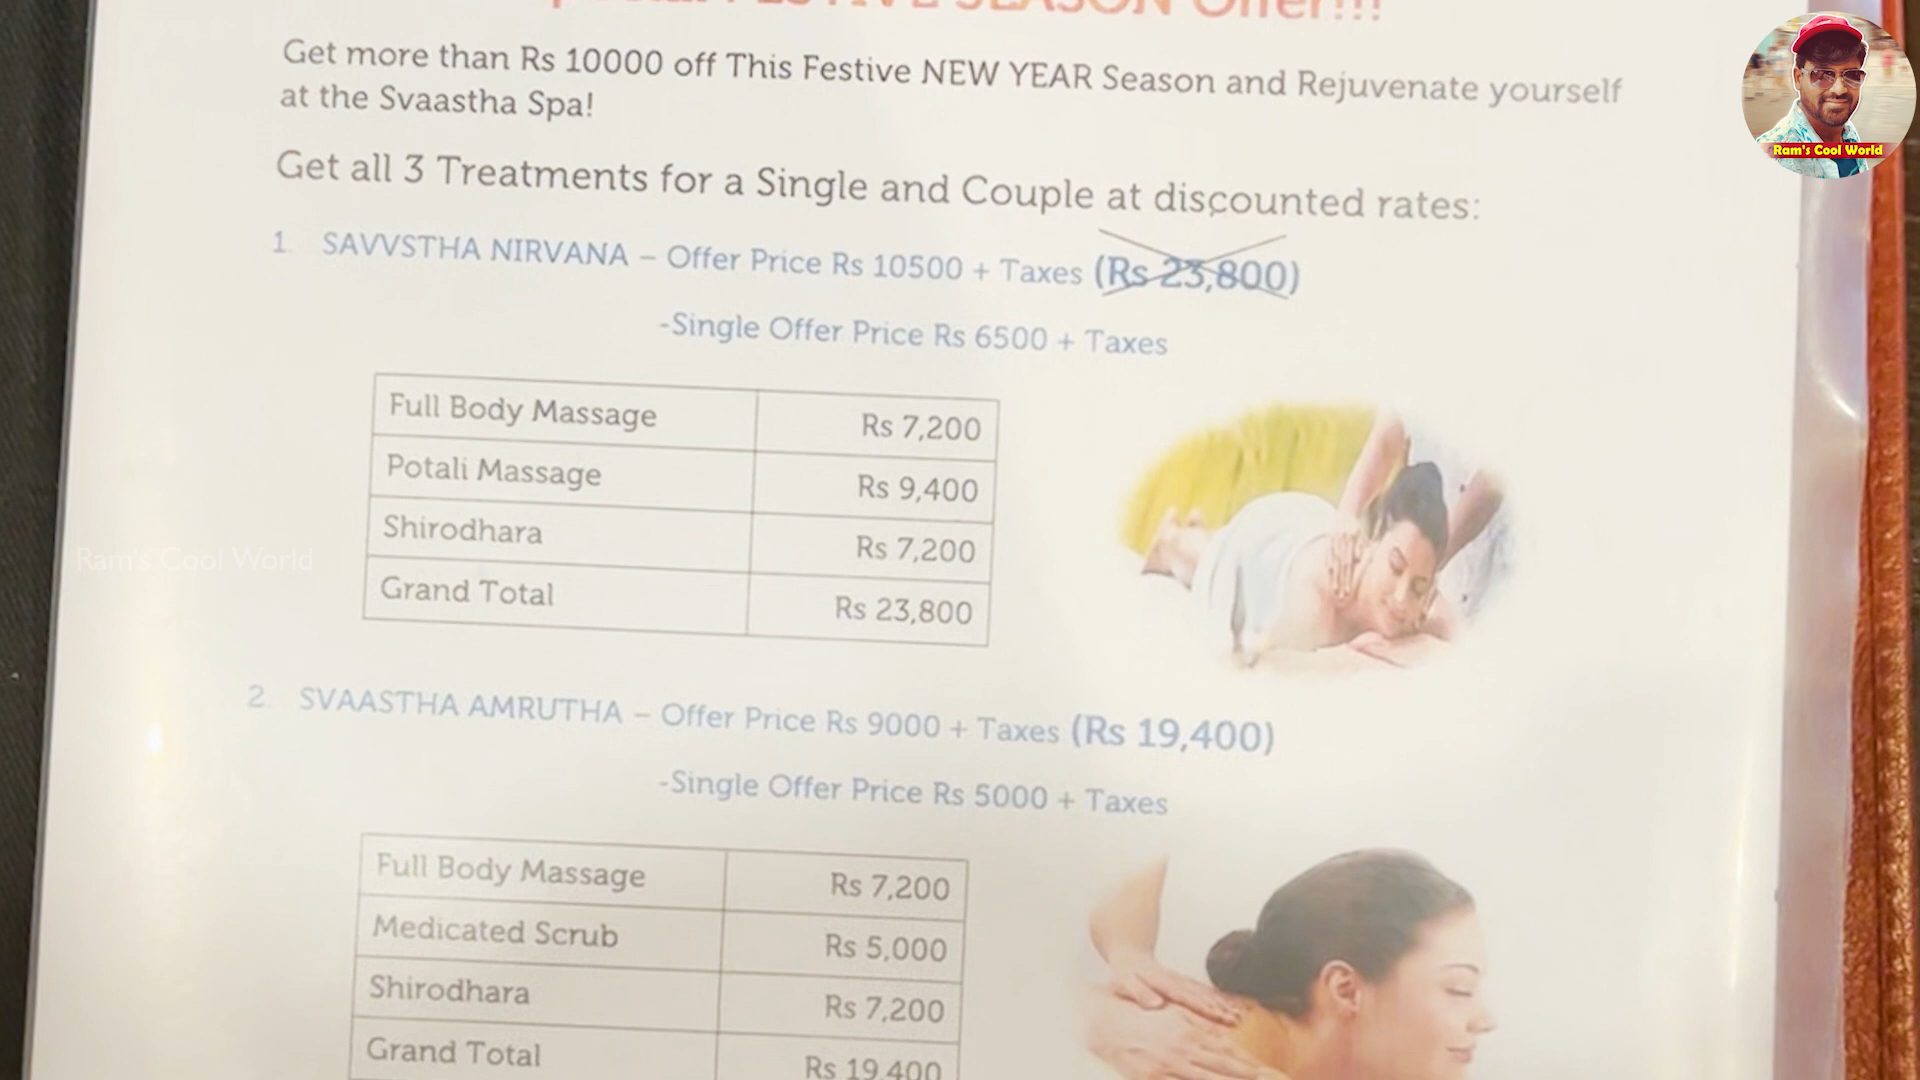 FESTIVE SEASON Offer!!!
Get more than Rs 10000 off This Festive NEW YEAR Season and Rejuvenate yourself
at the Svaastha Spa!
Get all 3 Treatments for a Single and Couple at discounted rates:
1. SAVVSTHA NIRVANA – Offer Price Rs 10500 + Taxes (Rs 23,800)
-Single Offer Price Rs 6500 + Taxes
Full Body Massage Rs 7,200
Potali Massage Rs 9,400
Shirodhara Rs 7,200
Grand Total Rs 23,800
2. SVAASTHA AMRUTHA – Offer Price Rs 9000 + Taxes (Rs 19,400)
-Single Offer Price Rs 5000 + Taxes
Full Body Massage Rs 7,200
Medicated Scrub Rs 5,000
Shirodhara Rs 7,200
Grand Total Rs 19,400
Ram's Cool World
Ram's Cool World